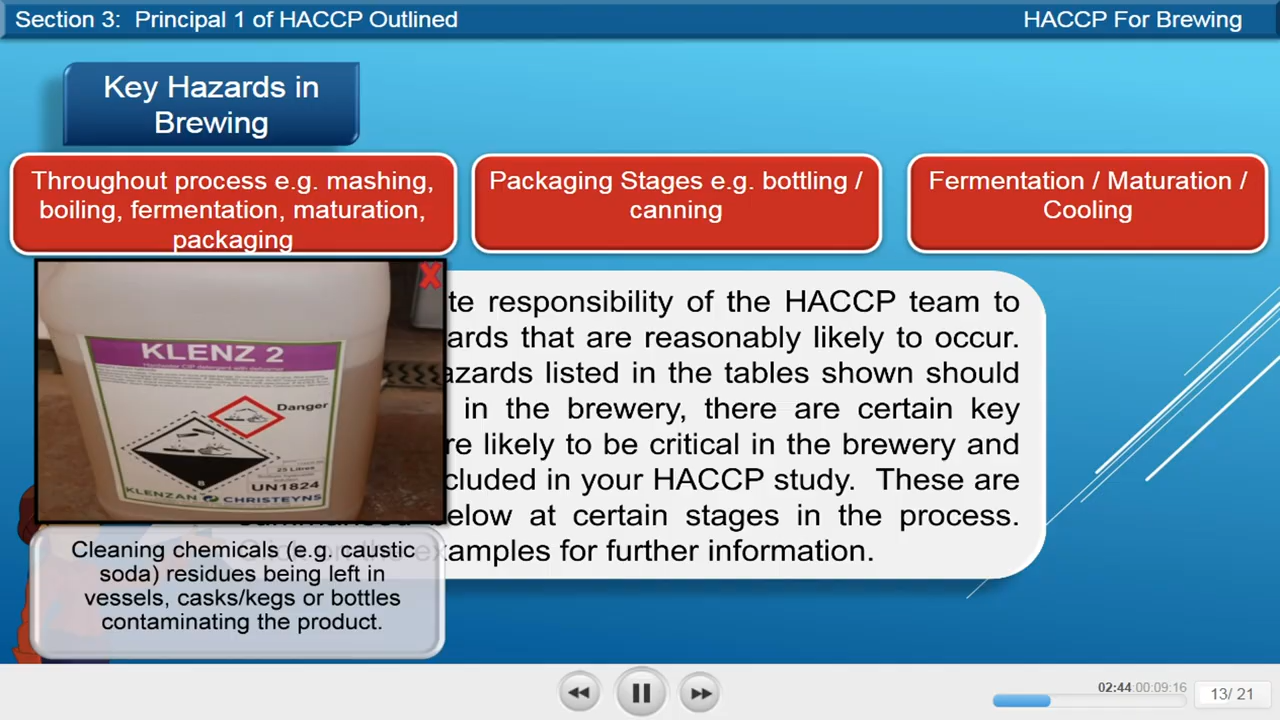 Section 3: Principal 1 of HACCP Outlined
HACCP For Brewing
Key Hazards in
Brewing
Throughout process e.g. mashing,
boiling, fermentation, maturation,
packaging
Packaging Stages e.g. bottling /
canning
Fermentation / Maturation /
Cooling
X
te responsibility of the HACCP team to
ards that are reasonably likely to occur.
azards listed in the tables shown should
in the brewery, there are certain key
re likely to be critical in the brewery and
cluded in your HACCP study. These are
below at certain stages in the process.
examples for further information.
KLENZ 2
Danger
8
25 Litres
UN1824
KLENZAN CHRISTEYNS
Cleaning chemicals (e.g. caustic
soda) residues being left in
vessels, casks/kegs or bottles
contaminating the product.
02:44:00:09:16
13/ 21